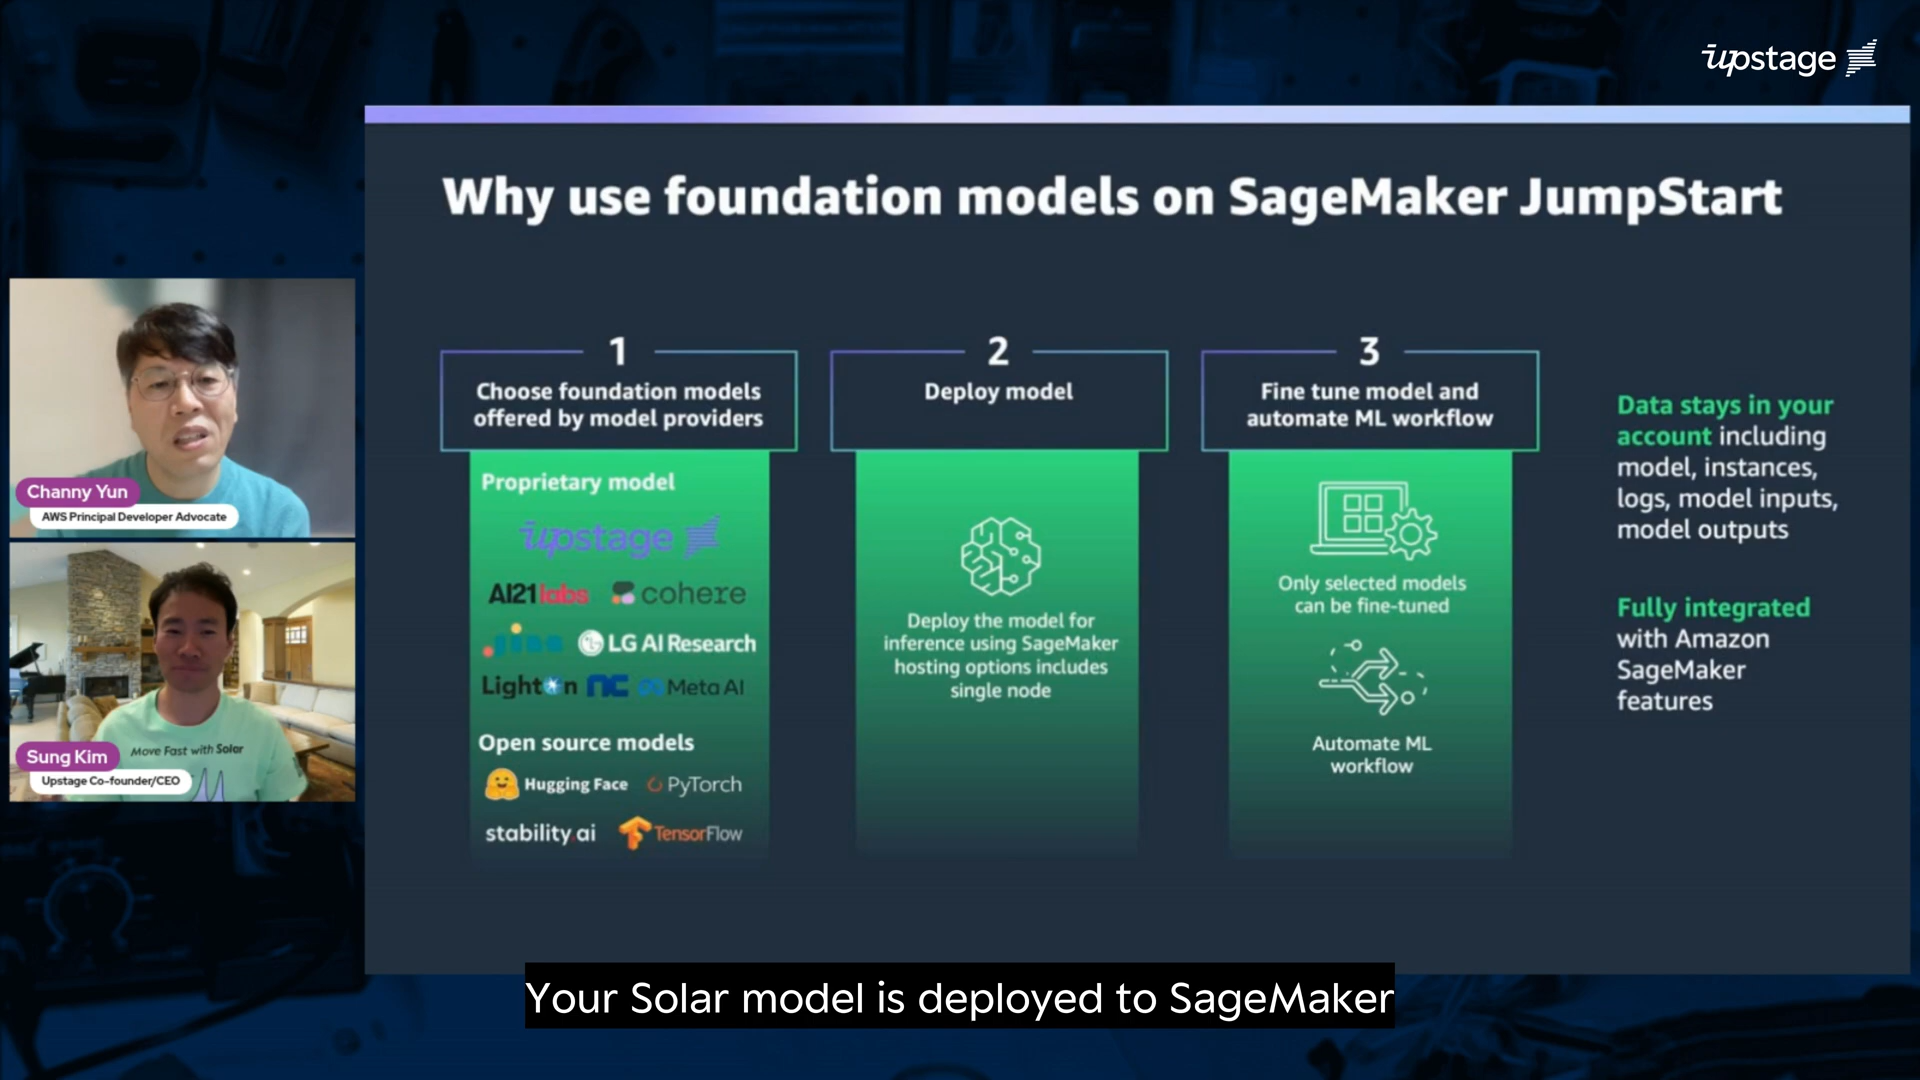 upstage
Why use foundation models on SageMaker JumpStart
1
Choose foundation models
offered by model providers
Proprietary model
upstage
AI21labs cohere
Jina LG AI Research
LightOn NC Meta AI
Open source models
Hugging Face PyTorch
stability.ai TensorFlow
2
Deploy model
Deploy the model for
inference using SageMaker
hosting options includes
single node
3
Fine tune model and
automate ML workflow
Only selected models
can be fine-tuned
Automate ML
workflow
Data stays in your
account including
model, instances,
logs, model inputs,
model outputs
Fully integrated
with Amazon
SageMaker
features
Channy Yun
AWS Principal Developer Advocate
Move Fast with Solar
Sung Kim
Upstage Co-founder/CEO
Your Solar model is deployed to SageMaker